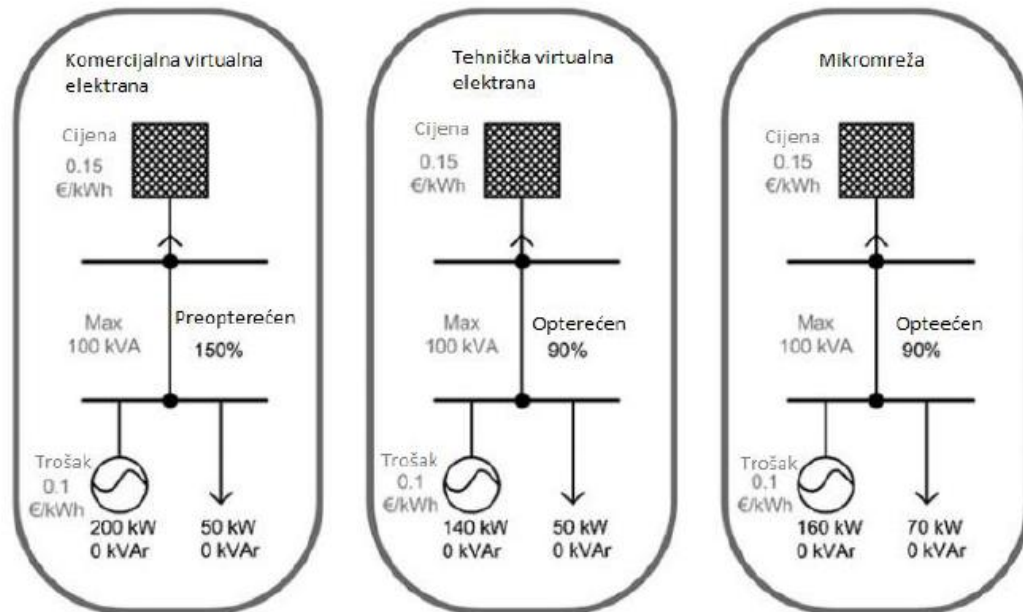 Komercijalna virtualna
elektrana
Cijena
0.15
€/kWh
Max
100 kVA
Preopterećen
150%
Trošak
0.1
€/kWh
200 kW
0 kVAr
50 kW
0 kVAr
Tehnička virtualna
elektrana
Cijena
0.15
€/kWh
Max
100 kVA
Opterećen
90%
Trošak
0.1
€/kWh
140 kW
0 kVAr
50 kW
0 kVAr
Mikromreža
Cijena
0.15
€/kWh
Max
100 kVA
Opteećen
90%
Trošak
0.1
€/kWh
160 kW
0 kVAr
70 kW
0 kVAr